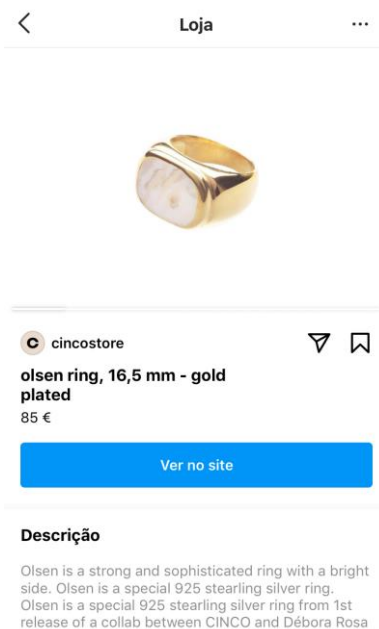 Loja
c cincostore
olsen ring, 16,5 mm - gold
plated
85 €
Ver no site
Descrição
Olsen is a strong and sophisticated ring with a bright
side. Olsen is a special 925 stearling silver ring.
Olsen is a special 925 stearling silver ring from 1st
release of a collab between CINCO and Débora Rosa